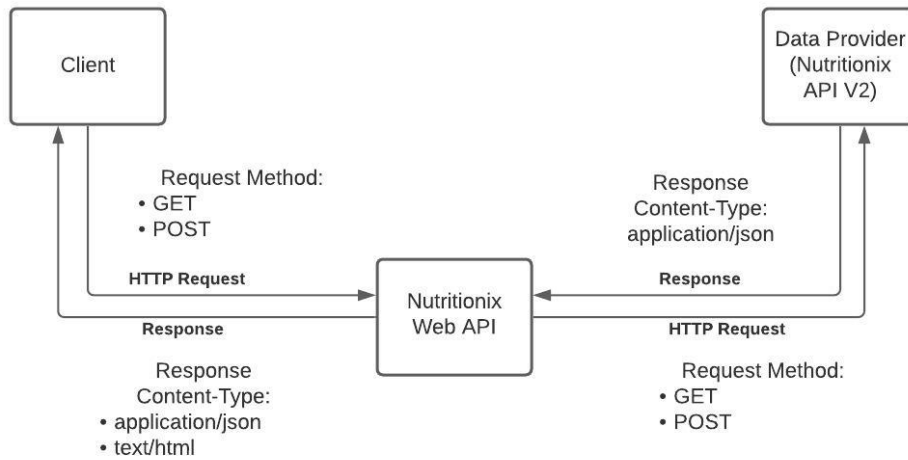 Client
Data Provider
(Nutritionix
API V2)
Request Method:
• GET
• POST
Response
Content-Type:
application/json
HTTP Request
Response
Nutritionix
Web API
Response
HTTP Request
Response
Content-Type:
• application/json
• text/html
Request Method:
• GET
• POST